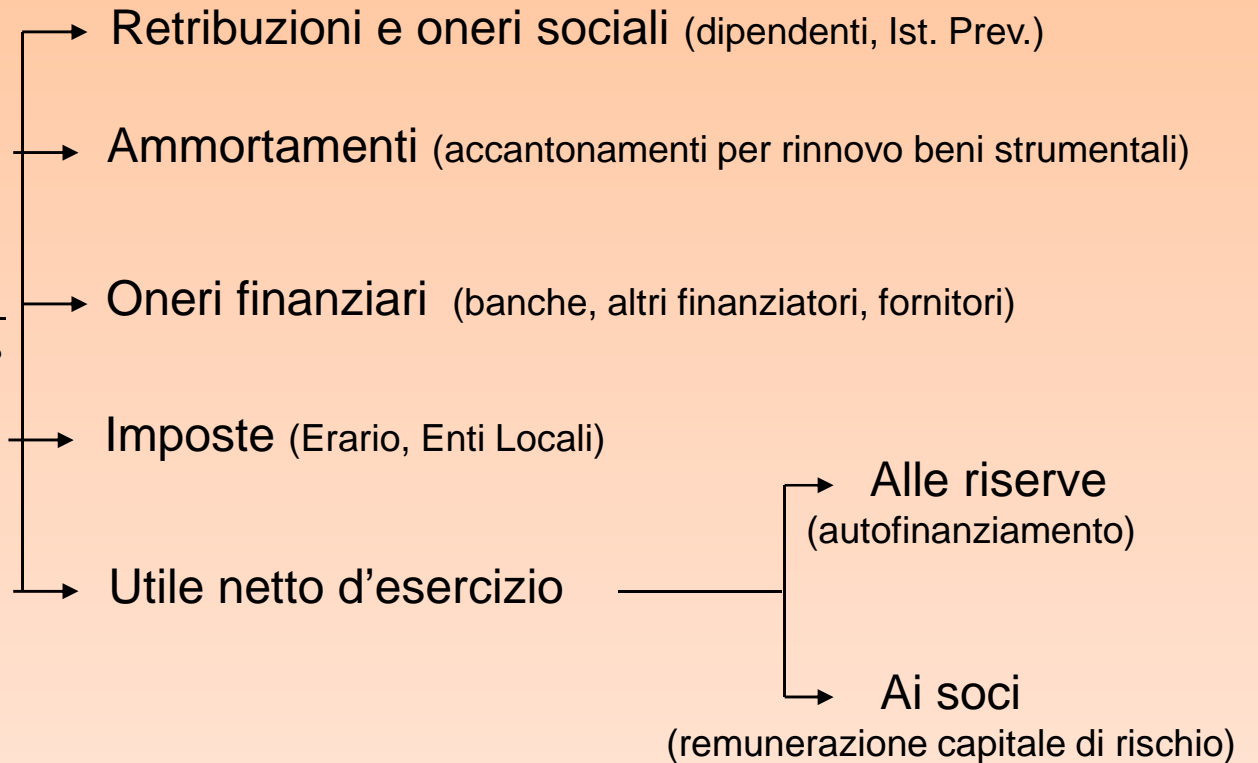 Retribuzioni e oneri sociali (dipendenti, Ist. Prev.)
Ammortamenti (accantonamenti per rinnovo beni strumentali)
Oneri finanziari (banche, altri finanziatori, fornitori)
Imposte (Erario, Enti Locali)
Alle riserve
(autofinanziamento)
Utile netto d'esercizio
Ai soci
(remunerazione capitale di rischio)